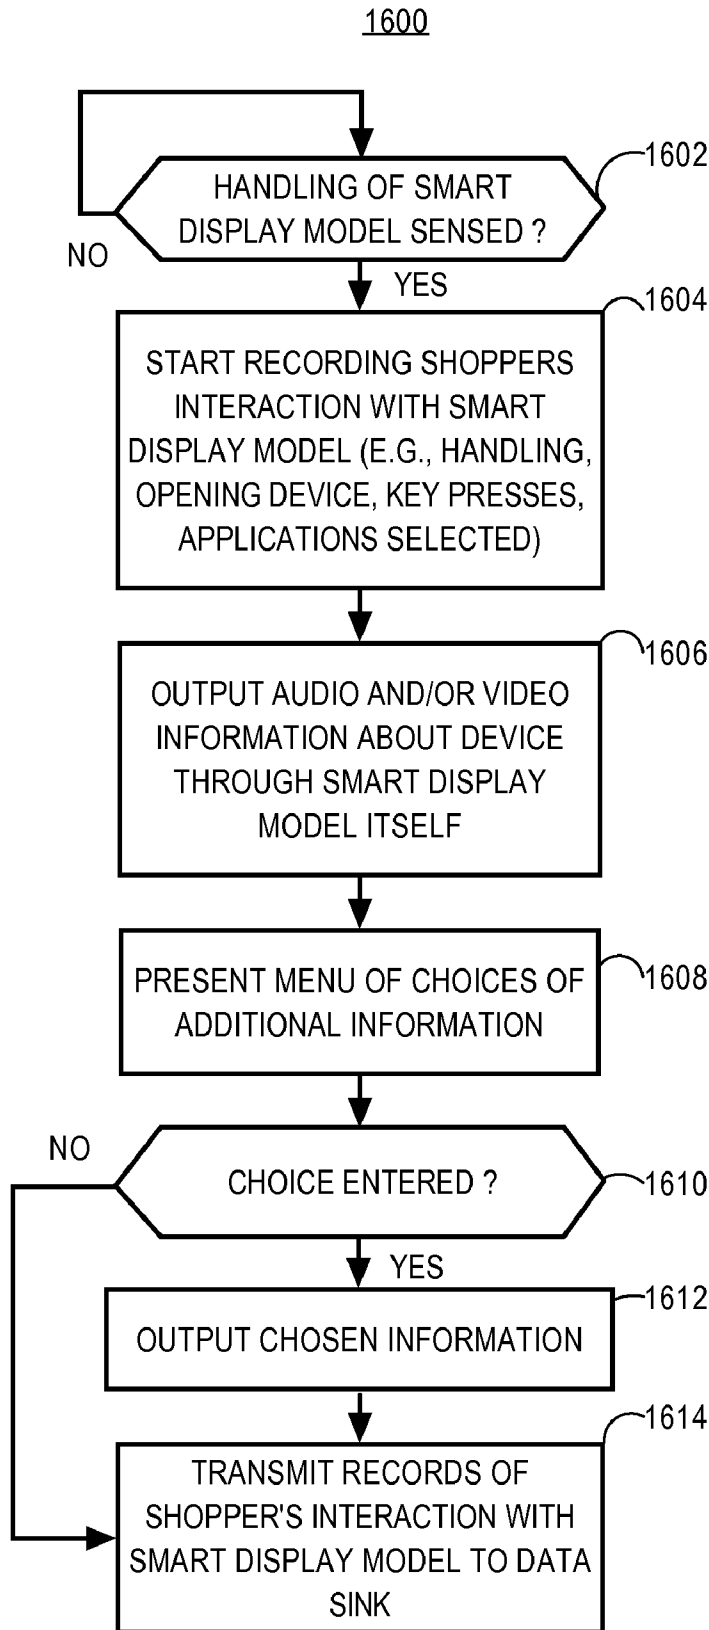 1600
1602
HANDLING OF SMART
DISPLAY MODEL SENSED ?
NO
YES
1604
START RECORDING SHOPPERS
INTERACTION WITH SMART
DISPLAY MODEL (E.G., HANDLING,
OPENING DEVICE, KEY PRESSES,
APPLICATIONS SELECTED)
1606
OUTPUT AUDIO AND/OR VIDEO
INFORMATION ABOUT DEVICE
THROUGH SMART DISPLAY
MODEL ITSELF
1608
PRESENT MENU OF CHOICES OF
ADDITIONAL INFORMATION
NO
CHOICE ENTERED ?
1610
YES
1612
OUTPUT CHOSEN INFORMATION
1614
TRANSMIT RECORDS OF
SHOPPER'S INTERACTION WITH
SMART DISPLAY MODEL TO DATA
SINK